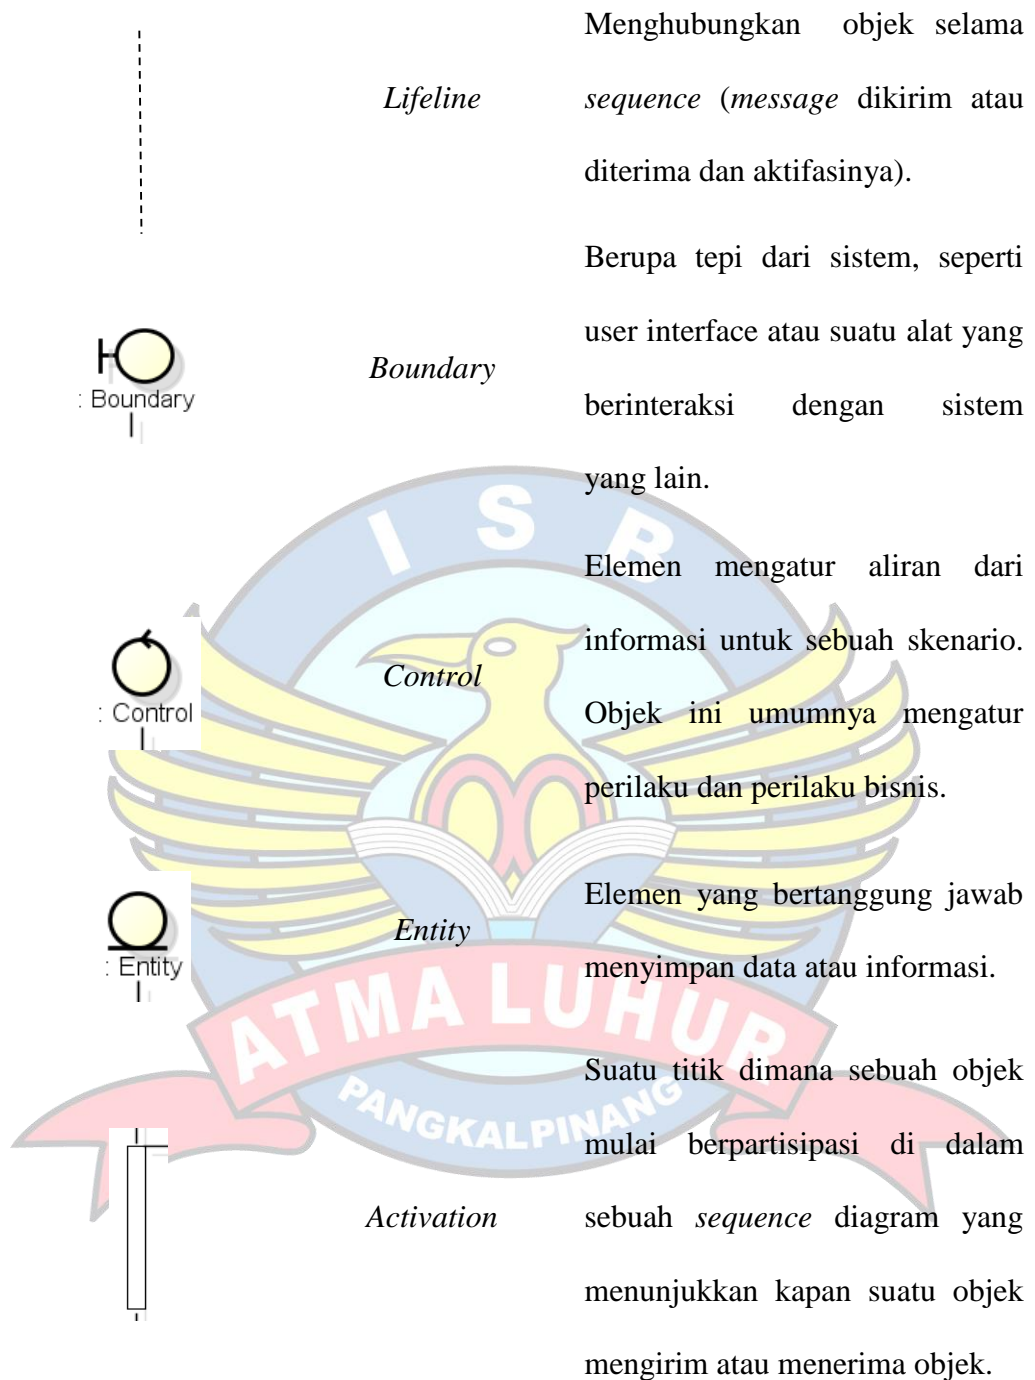 Menghubungkan objek selama
Lifeline
sequence (message dikirim atau
diterima dan aktifasinya).
Berupa tepi dari sistem, seperti
user interface atau suatu alat yang
: Boundary
Boundary
berinteraksi dengan sistem
yang lain.
I S B
Elemen mengatur aliran dari
informasi untuk sebuah skenario.
: Control
Control
Objek ini umumnya mengatur
perilaku dan perilaku bisnis.
Elemen yang bertanggung jawab
: Entity
Entity
menyimpan data atau informasi.
ATMA LUHUR
PANGKALPINANG
Suatu titik dimana sebuah objek
mulai berpartisipasi di dalam
Activation
sebuah sequence diagram yang
menunjukkan kapan suatu objek
mengirim atau menerima objek.